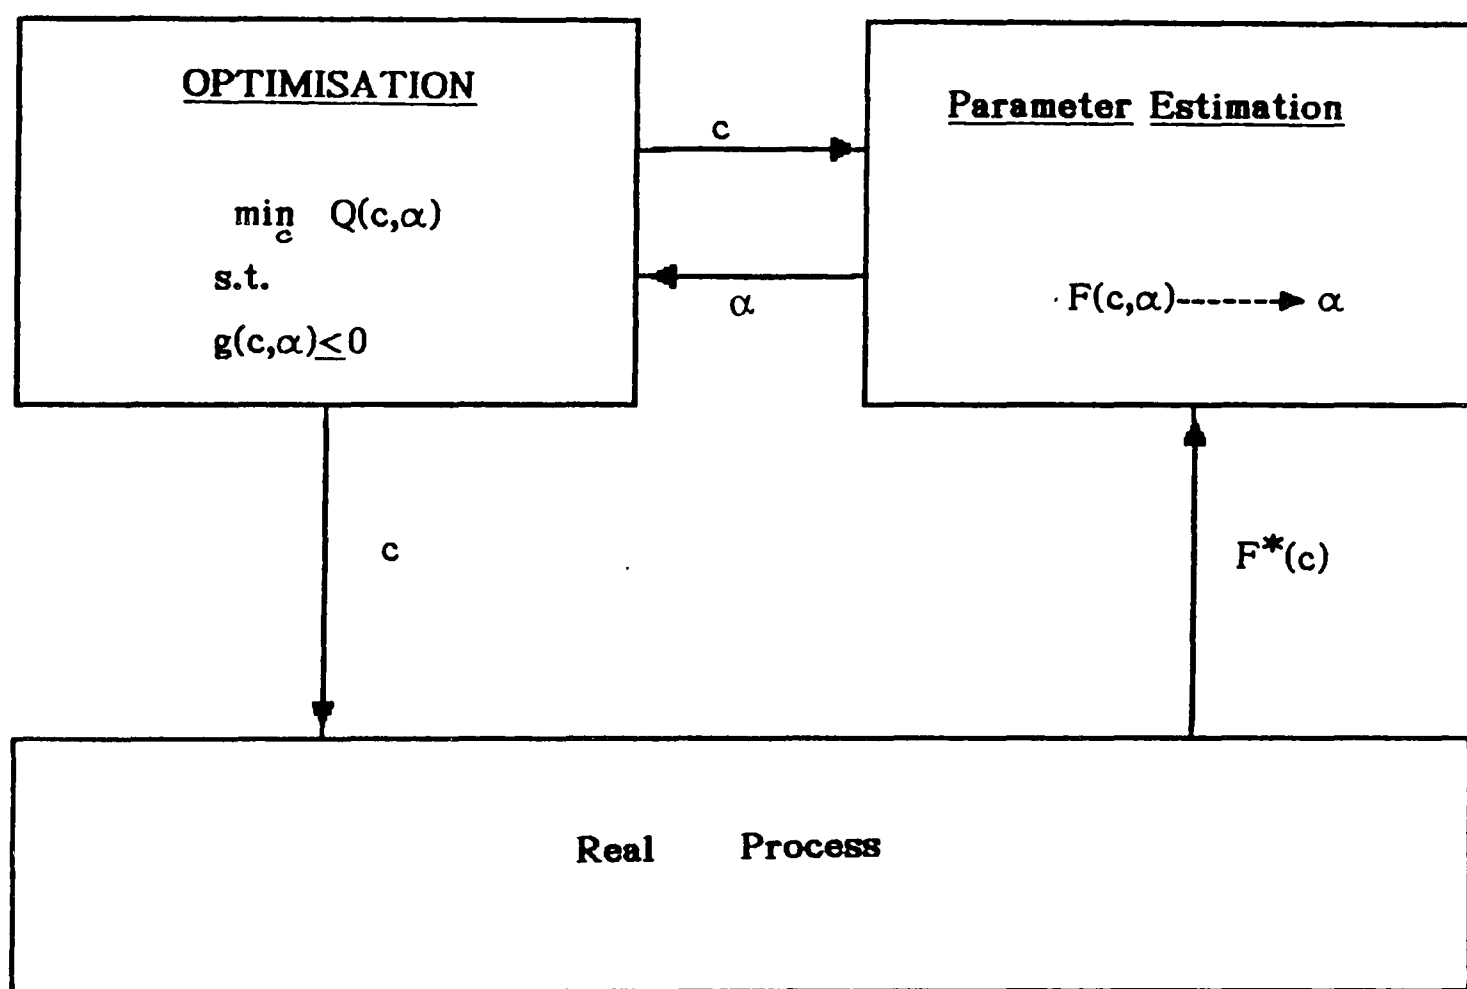 OPTIMISATION
min Q(c,α)
c
s.t.
g(c,α)≤0
c
α
Parameter Estimation
F(c,α)--------► α
c
F*(c)
Real Process